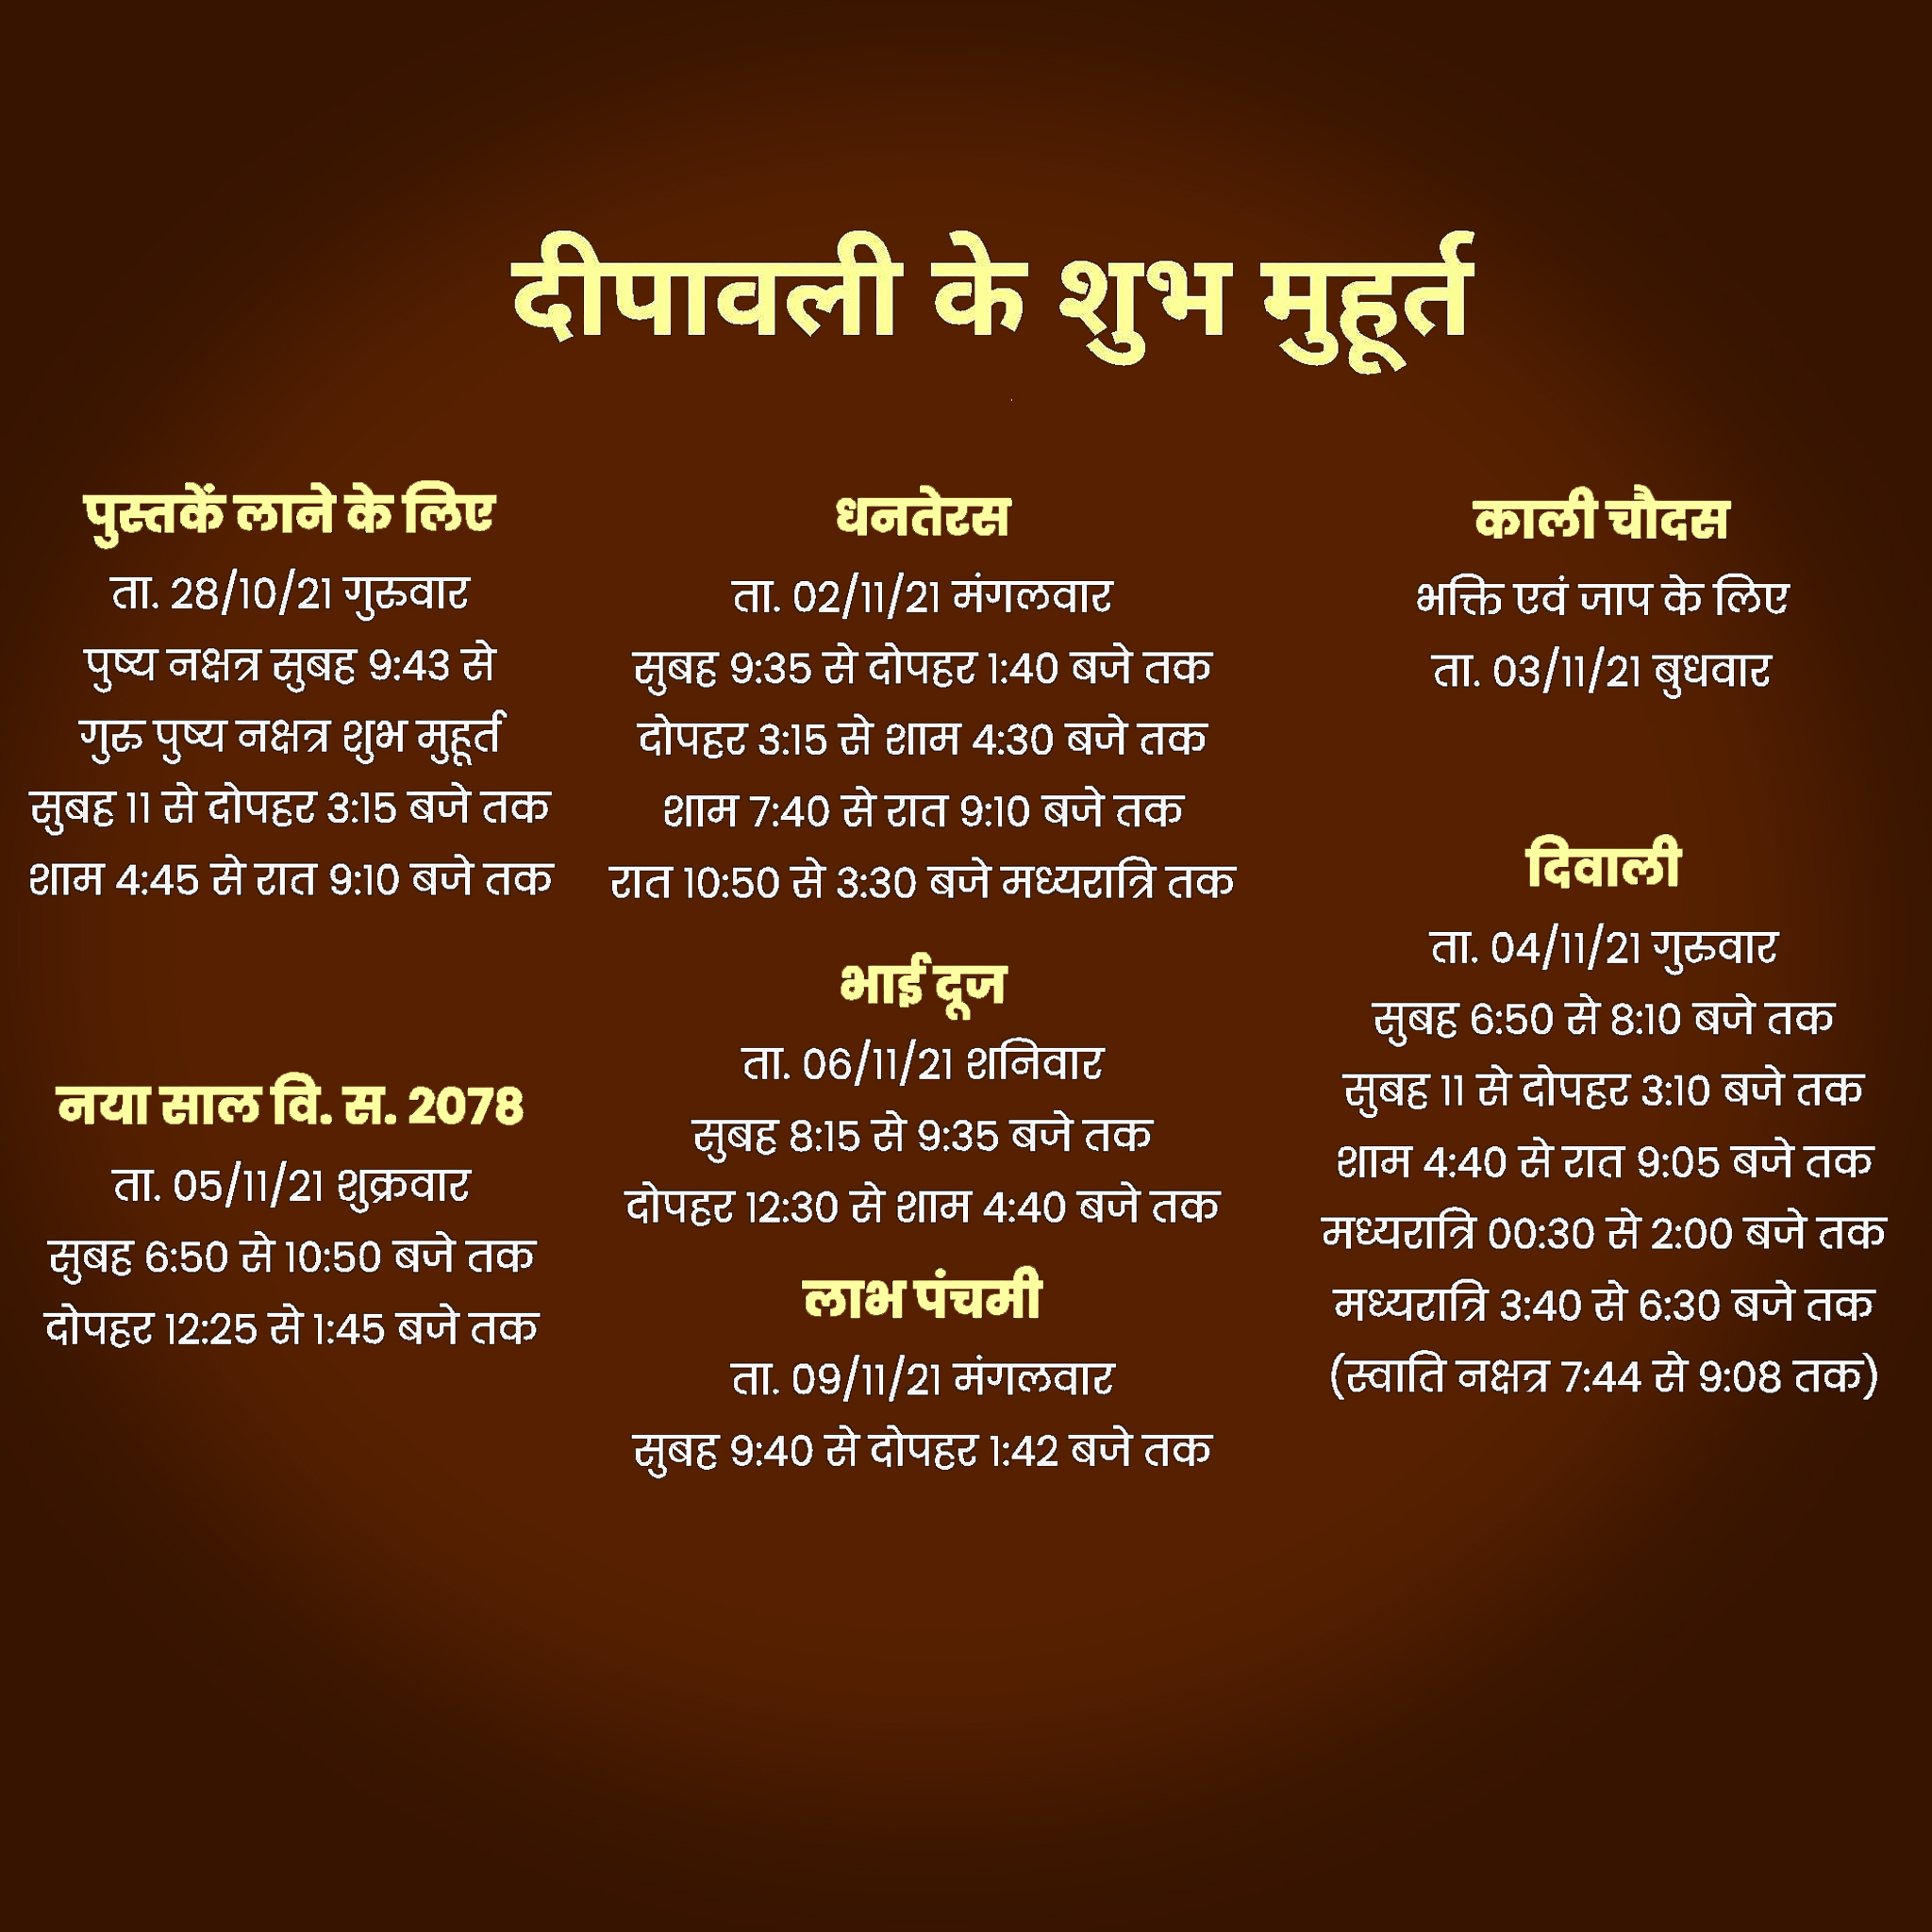 दीपावली के शुभ मुहूर्त
पुस्तकें लाने के लिए
ता. 28/10/21 गुरुवार
पुष्य नक्षत्र सुबह 9:43 से
गुरु पुष्य नक्षत्र शुभ मुहूर्त
सुबह 11 से दोपहर 3:15 बजे तक
शाम 4:45 से रात 9:10 बजे तक
नया साल वि. स. 2078
ता. 05/11/21 शुक्रवार
सुबह 6:50 से 10:50 बजे तक
दोपहर 12:25 से 1:45 बजे तक
धनतेरस
ता. 02/11/21 मंगलवार
सुबह 9:35 से दोपहर 1:40 बजे तक
दोपहर 3:15 से शाम 4:30 बजे तक
शाम 7:40 से रात 9:10 बजे तक
रात 10:50 से 3:30 बजे मध्यरात्रि तक
भाई दूज
ता. 06/11/21 शनिवार
सुबह 8:15 से 9:35 बजे तक
दोपहर 12:30 से शाम 4:40 बजे तक
लाभ पंचमी
ता. 09/11/21 मंगलवार
सुबह 9:40 से दोपहर 1:42 बजे तक
काली चौदस
भक्ति एवं जाप के लिए
ता. 03/11/21 बुधवार
दिवाली
ता. 04/11/21 गुरुवार
सुबह 6:50 से 8:10 बजे तक
सुबह 11 से दोपहर 3:10 बजे तक
शाम 4:40 से रात 9:05 बजे तक
मध्यरात्रि 00:30 से 2:00 बजे तक
मध्यरात्रि 3:40 से 6:30 बजे तक
(स्वाति नक्षत्र 7:44 से 9:08 तक)